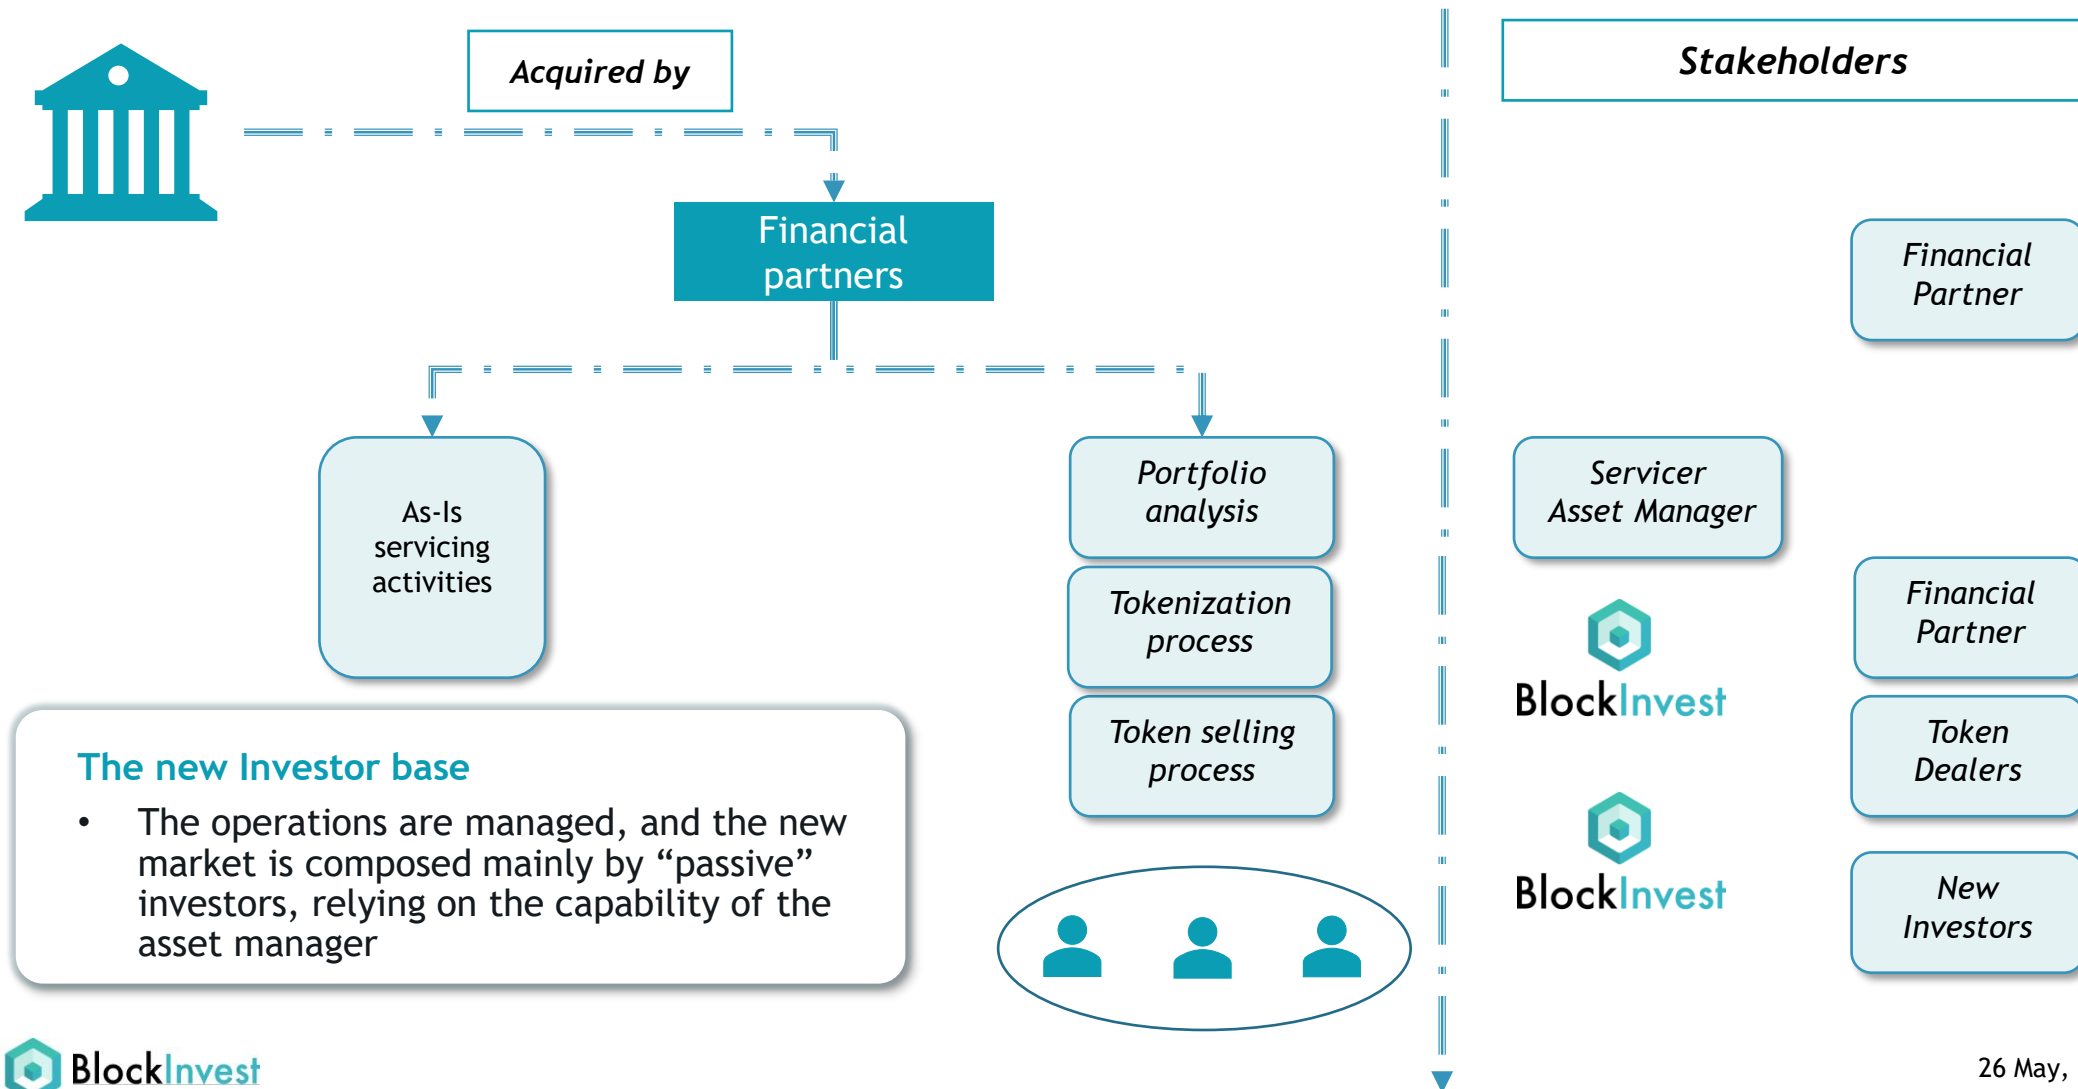 Acquired by
Stakeholders
Financial
partners
Financial
Partner
As-Is
servicing
activities
Portfolio
analysis
Servicer
Asset Manager
Tokenization
process
BlockInvest
Financial
Partner
Token selling
process
Token
Dealers
The new Investor base
• The operations are managed, and the new
market is composed mainly by “passive”
investors, relying on the capability of the
asset manager
BlockInvest
New
Investors
BlockInvest
26 May,